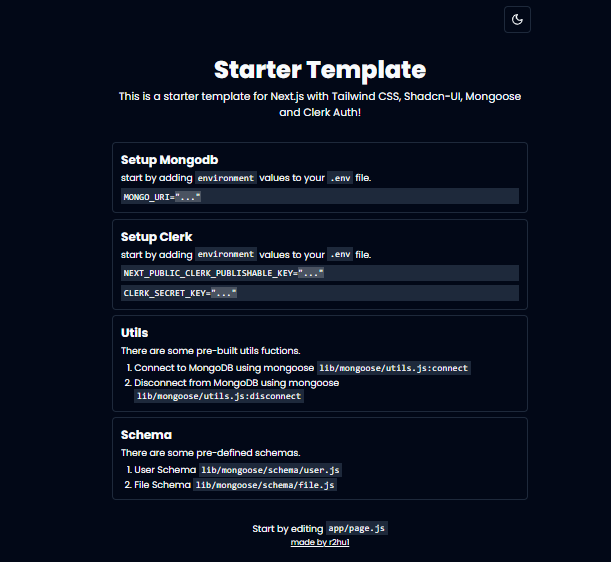 Starter Template
This is a starter template for Next.js with Tailwind CSS, Shadcn-UI, Mongoose
and Clerk Auth!
Setup Mongodb
start by adding environment values to your .env file.
MONGO_URI="..."
Setup Clerk
start by adding environment values to your .env file.
NEXT_PUBLIC_CLERK_PUBLISHABLE_KEY="..."
CLERK_SECRET_KEY="..."
Utils
There are some pre-built utils fuctions.
1. Connect to MongoDB using mongoose lib/mongoose/utils.js:connect
2. Disconnect from MongoDB using mongoose
lib/mongoose/utils.js:disconnect
Schema
There are some pre-defined schemas.
1. User Schema lib/mongoose/schema/user.js
2. File Schema lib/mongoose/schema/file.js
Start by editing app/page.js
made by r2hu1